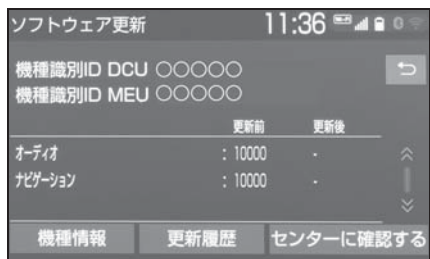 ソフトウェア更新 11:36
機種識別ID DCU ○○○○○
機種識別ID MEU ○○○○○
更新前 更新後
オーディオ : 10000 -
ナビゲーション : 10000 -
機種情報 更新履歴 センターに確認する